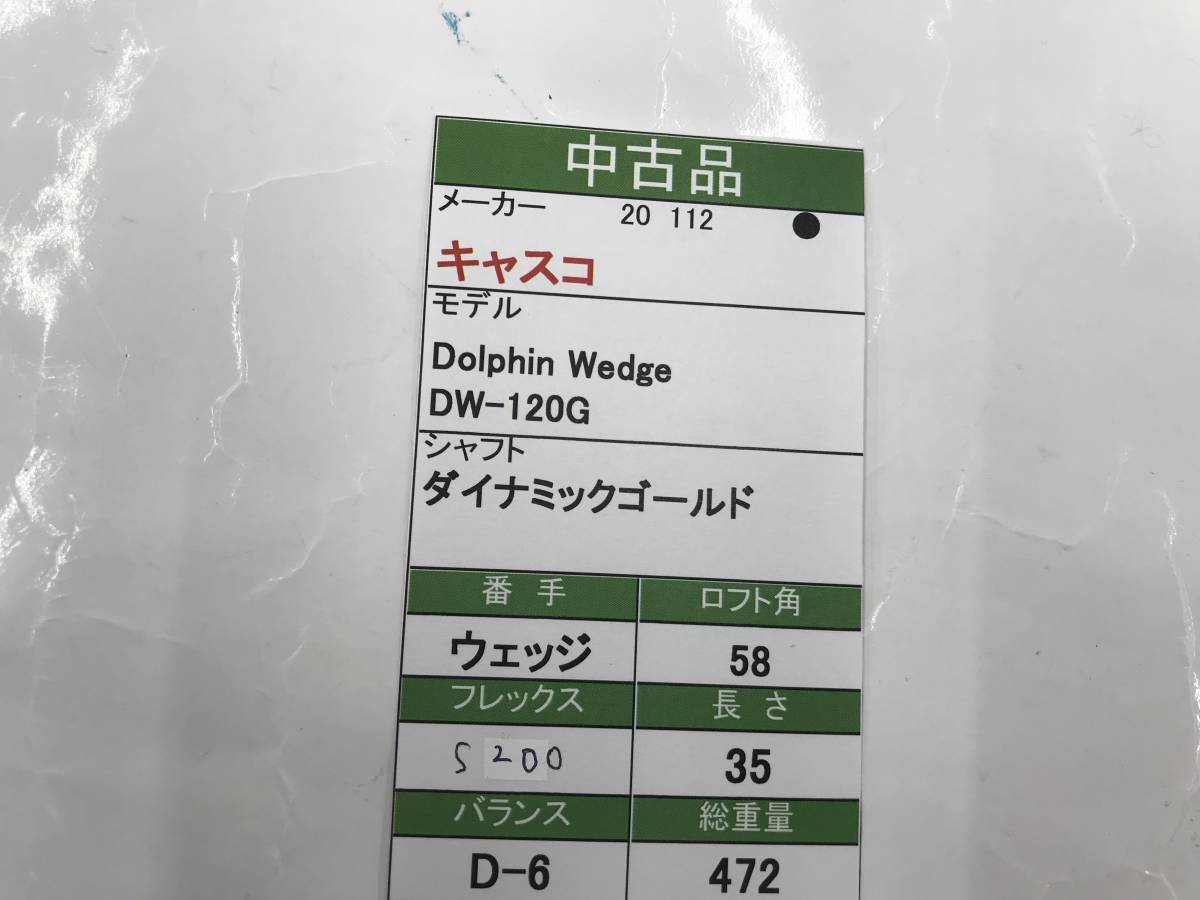 中古品
メーカー 20 112 ●
キャスコ
モデル
Dolphin Wedge
DW-120G
シャフト
ダイナミックゴールド
番 手 ロフト角
ウェッジ 58
フレックス 長 さ
S 200 35
バランス 総重量
D-6 472